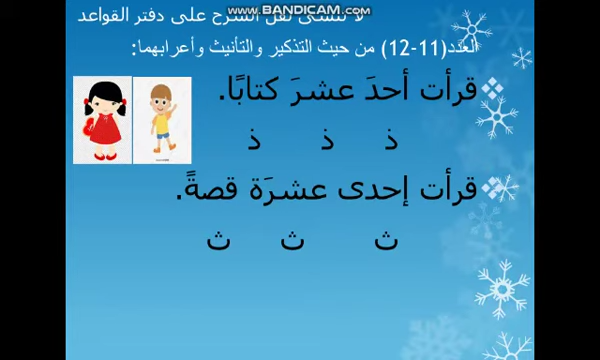 www.BANDICAM.com
لا تنسى نقل الشرح على دفتر القواعد
العدد(11-12) من حيث التذكير والتأنيث وأعرابهما:
قرأت أحدَ عشرَ كتابًا.
ذ ذ ذ
قرأت إحدى عشرَة قصةً.
ث ث ث